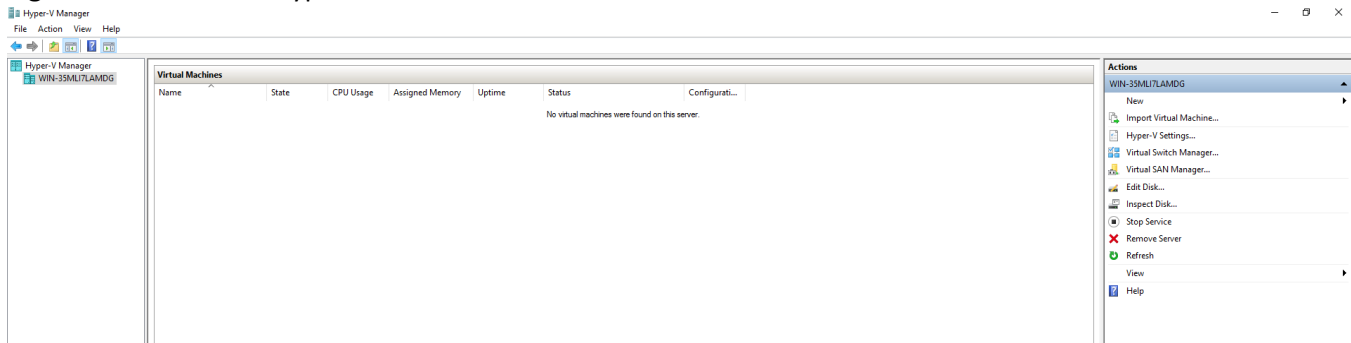 Hyper-V Manager
File Action View Help
Hyper-V Manager
WIN-35MLI7LAMDG
Virtual Machines
Name State CPU Usage Assigned Memory Uptime Status Configurati...
No virtual machines were found on this server.
Actions
WIN-35MLI7LAMDG
New
Import Virtual Machine...
Hyper-V Settings...
Virtual Switch Manager...
Virtual SAN Manager...
Edit Disk...
Inspect Disk...
Stop Service
Remove Server
Refresh
View
Help